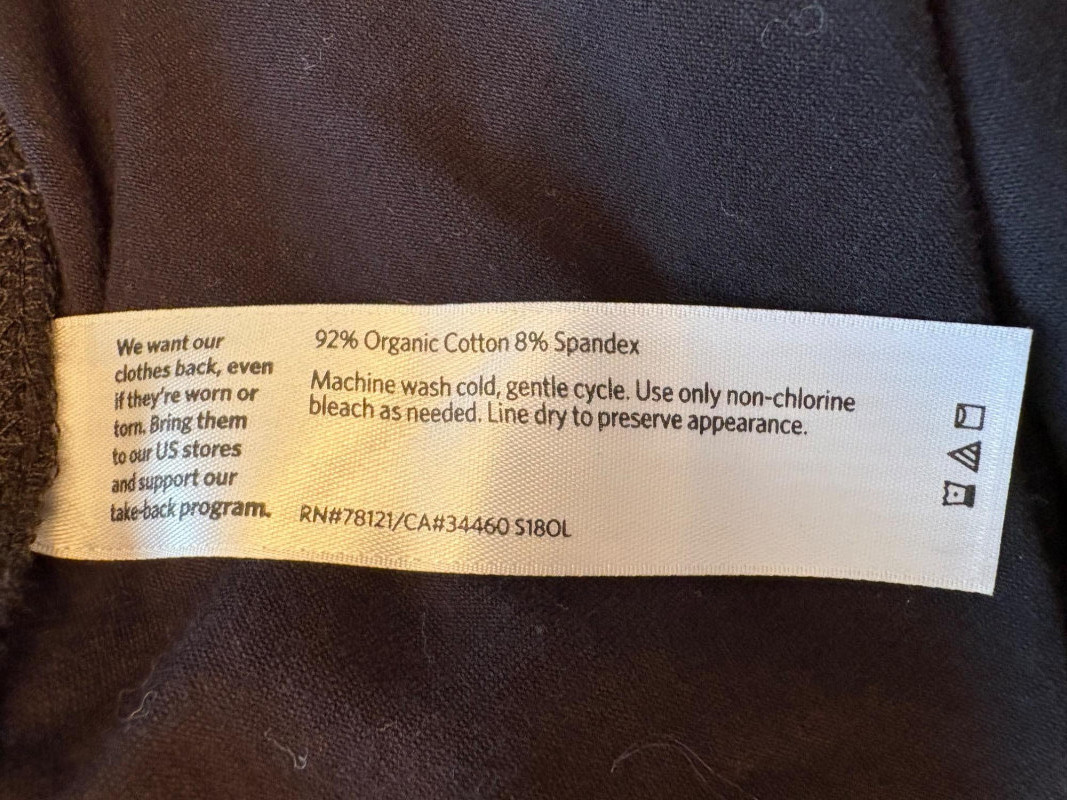 We want our
clothes back, even
if they're worn or
torn. Bring them
to our US stores
and support our
take-back program.
92% Organic Cotton 8% Spandex
Machine wash cold, gentle cycle. Use only non-chlorine
bleach as needed. Line dry to preserve appearance.
RN#78121/CA#34460 S18OL